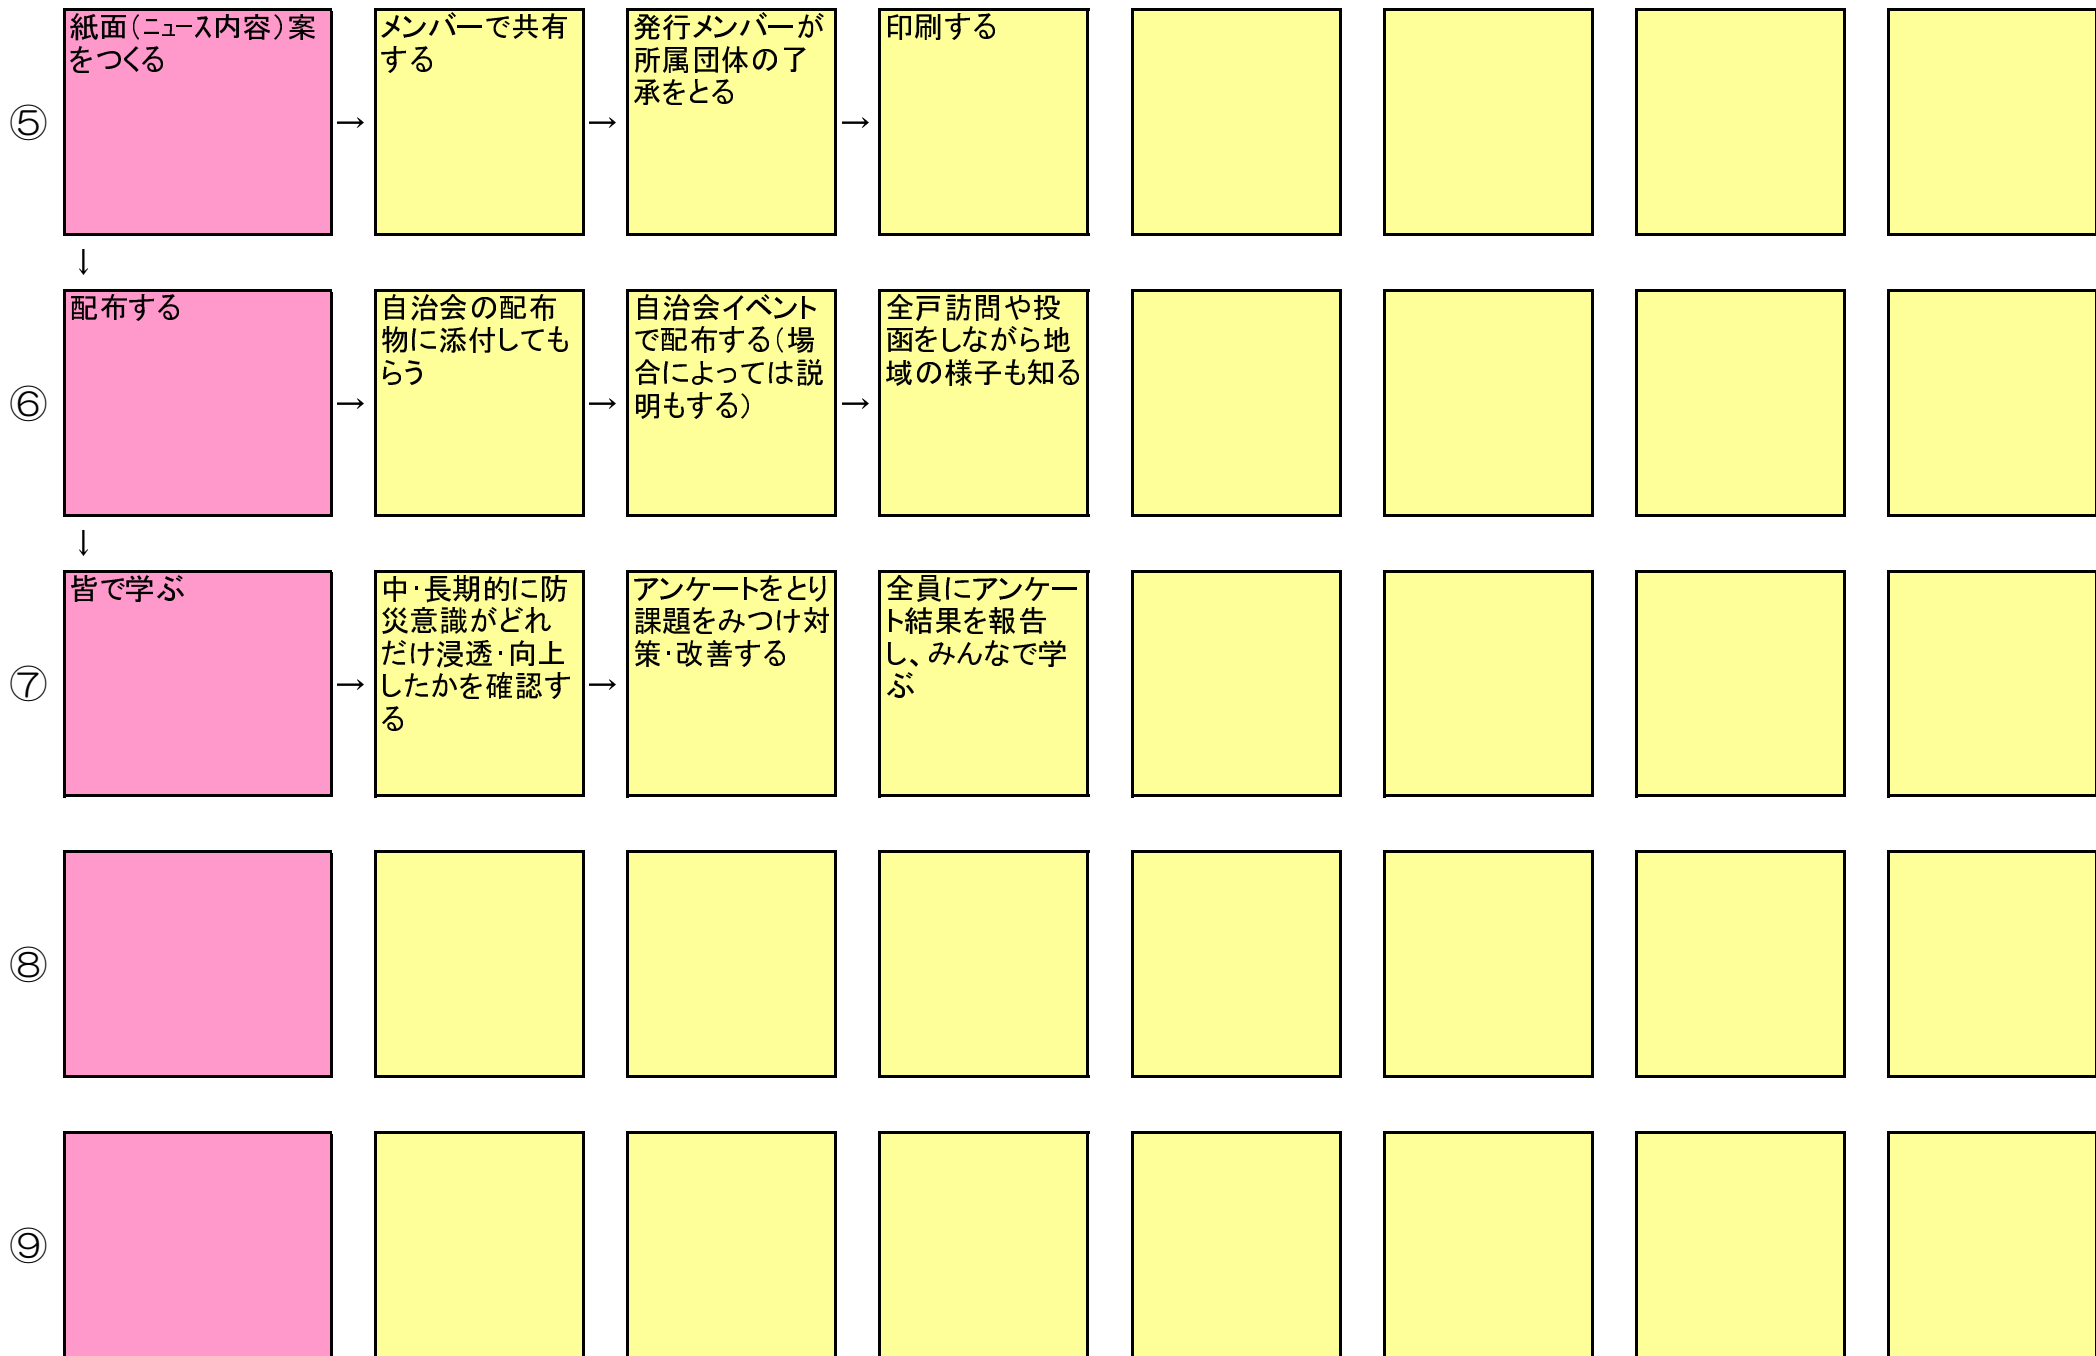 ⑤
紙面（ニュース内容）案
をつくる
→
メンバーで共有
する
→
発行メンバーが
所属団体の了
承をとる
→
印刷する
↓
⑥
配布する
→
自治会の配布
物に添付しても
らう
→
自治会イベント
で配布する（場
合によっては説
明もする）
→
全戸訪問や投
函をしながら地
域の様子も知る
↓
⑦
皆で学ぶ
→
中・長期的に防
災意識がどれ
だけ浸透・向上
したかを確認す
る
→
アンケートをとり
課題をみつけ対
策・改善する
全員にアンケー
ト結果を報告
し、みんなで学
ぶ
⑧
⑨